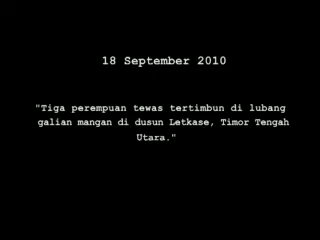 18 September 2010
"Tiga perempuan tewas tertimbun di lubang
galian mangan di dusun Letkase, Timor Tengah
Utara."